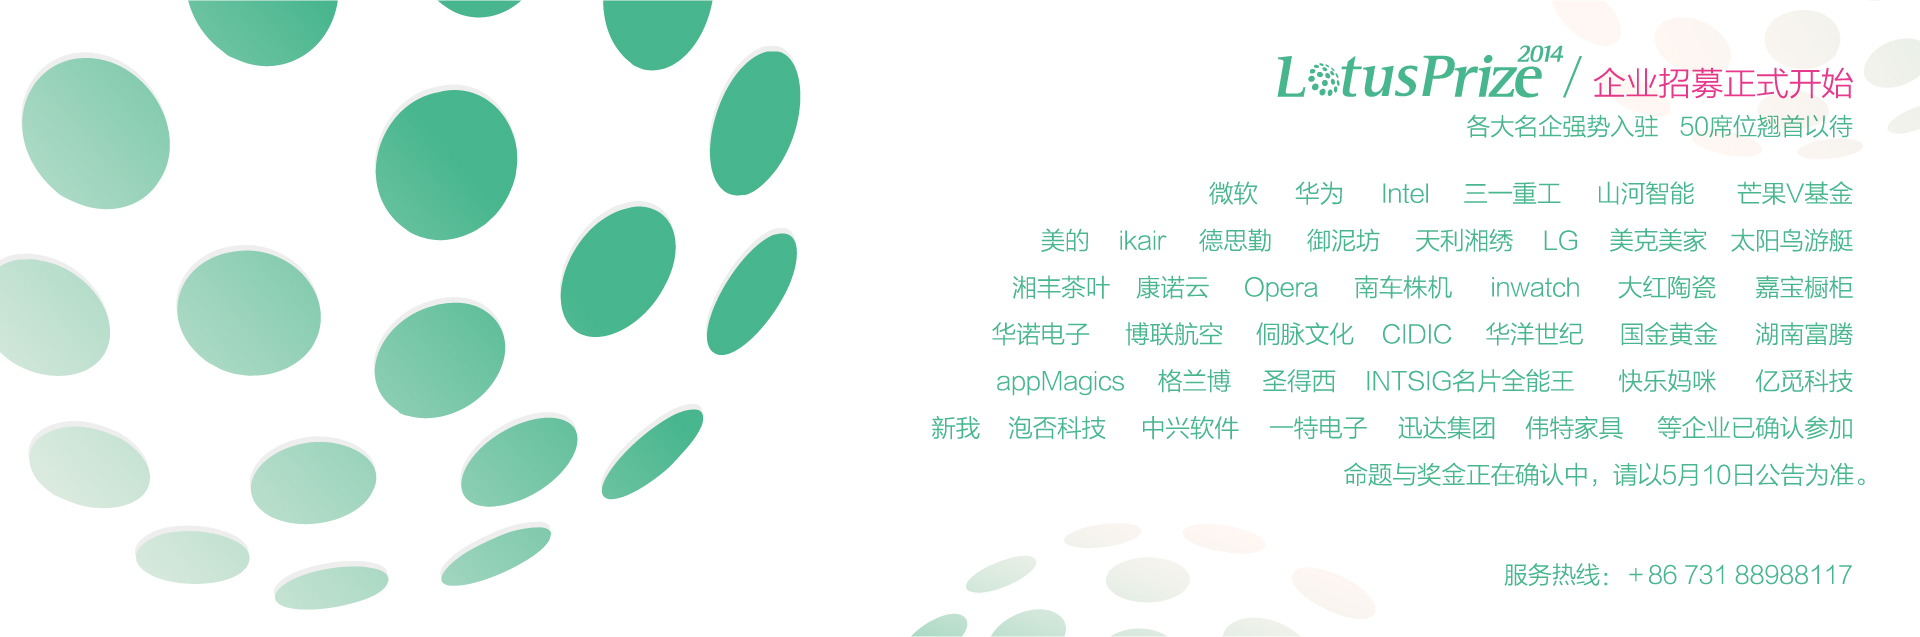 LotusPrize 2014 / 企业招募正式开始
各大名企强势入驻 50席位翘首以待
微软 华为 Intel 三一重工 山河智能 芒果V基金
美的 ikair 德思勤 御泥坊 天利湘绣 LG 美克美家 太阳鸟游艇
湘丰茶叶 康诺云 Opera 南车株机 inwatch 大红陶瓷 嘉宝橱柜
华诺电子 博联航空 侗脉文化 CIDIC 华洋世纪 国金黄金 湖南富腾
appMagics 格兰博 圣得西 INTSIG名片全能王 快乐妈咪 亿觅科技
新我 泡否科技 中兴软件 一特电子 迅达集团 伟特家具 等企业已确认参加
命题与奖金正在确认中，请以5月10日公告为准。
服务热线：+86 731 88988117